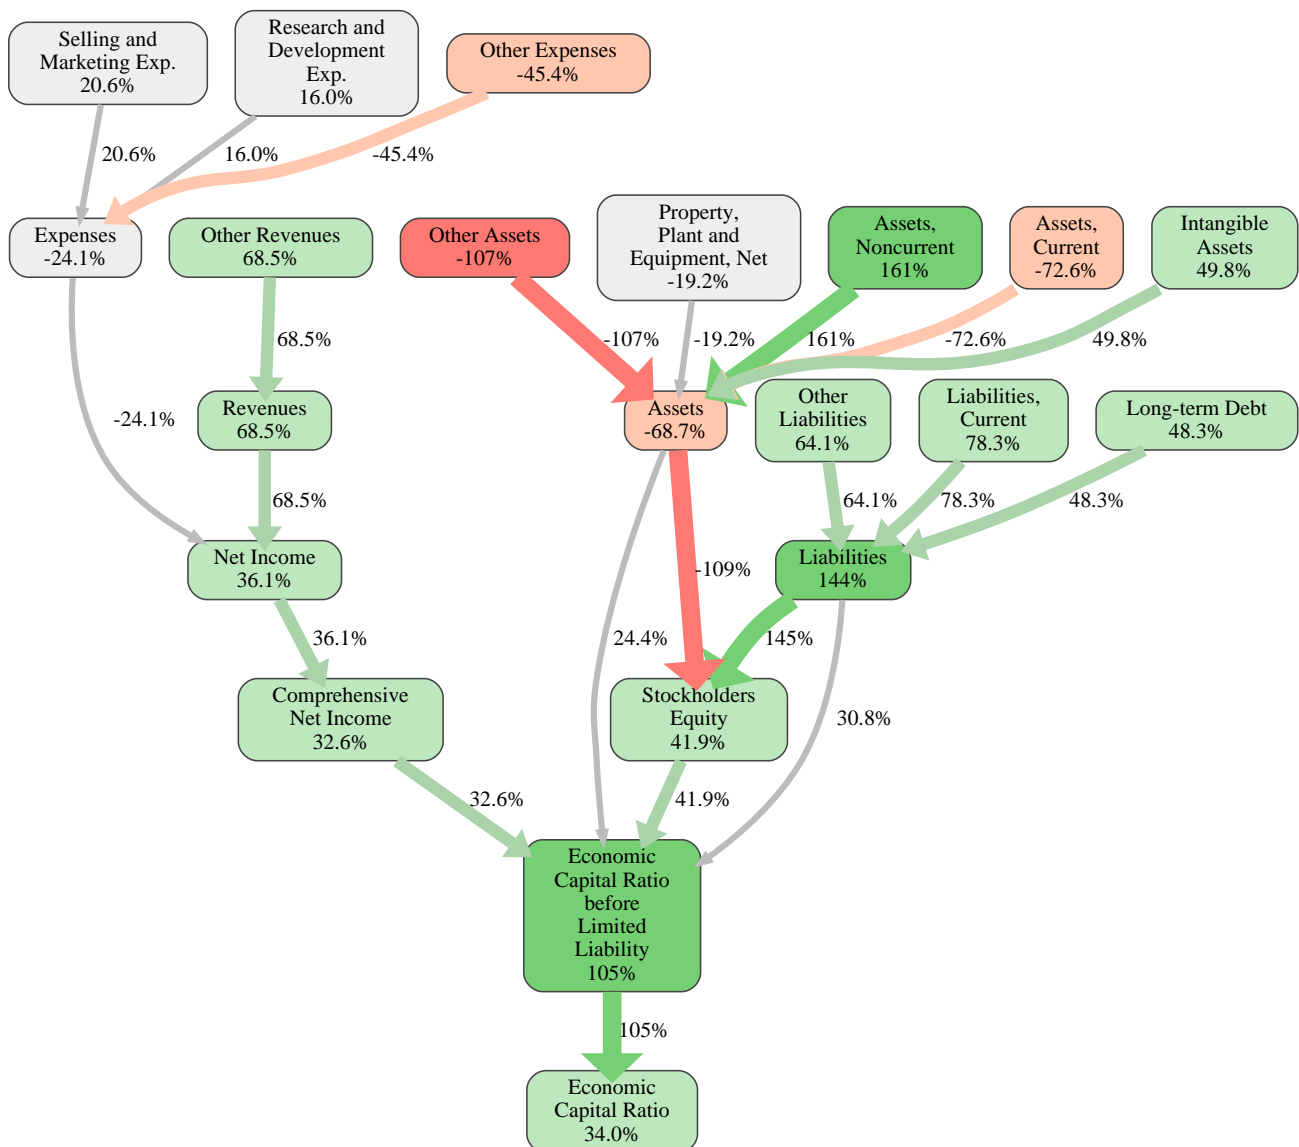 Selling and
Marketing Exp.
20.6%
Research and
Development
Exp.
16.0%
Other Expenses
-45.4%
20.6%
16.0%
-45.4%
Expenses
-24.1%
Other Revenues
68.5%
Other Assets
-107%
Property,
Plant and
Equipment, Net
-19.2%
Assets,
Noncurrent
161%
Assets,
Current
-72.6%
Intangible
Assets
49.8%
68.5%
-107%
-19.2%
161%
-72.6%
49.8%
-24.1%
Revenues
68.5%
Assets
-68.7%
Other
Liabilities
64.1%
Liabilities,
Current
78.3%
Long-term Debt
48.3%
68.5%
64.1%
78.3%
48.3%
Net Income
36.1%
-109%
Liabilities
144%
36.1%
24.4%
145%
Comprehensive
Net Income
32.6%
Stockholders
Equity
41.9%
30.8%
32.6%
41.9%
Economic
Capital Ratio
before
Limited
Liability
105%
105%
Economic
Capital Ratio
34.0%